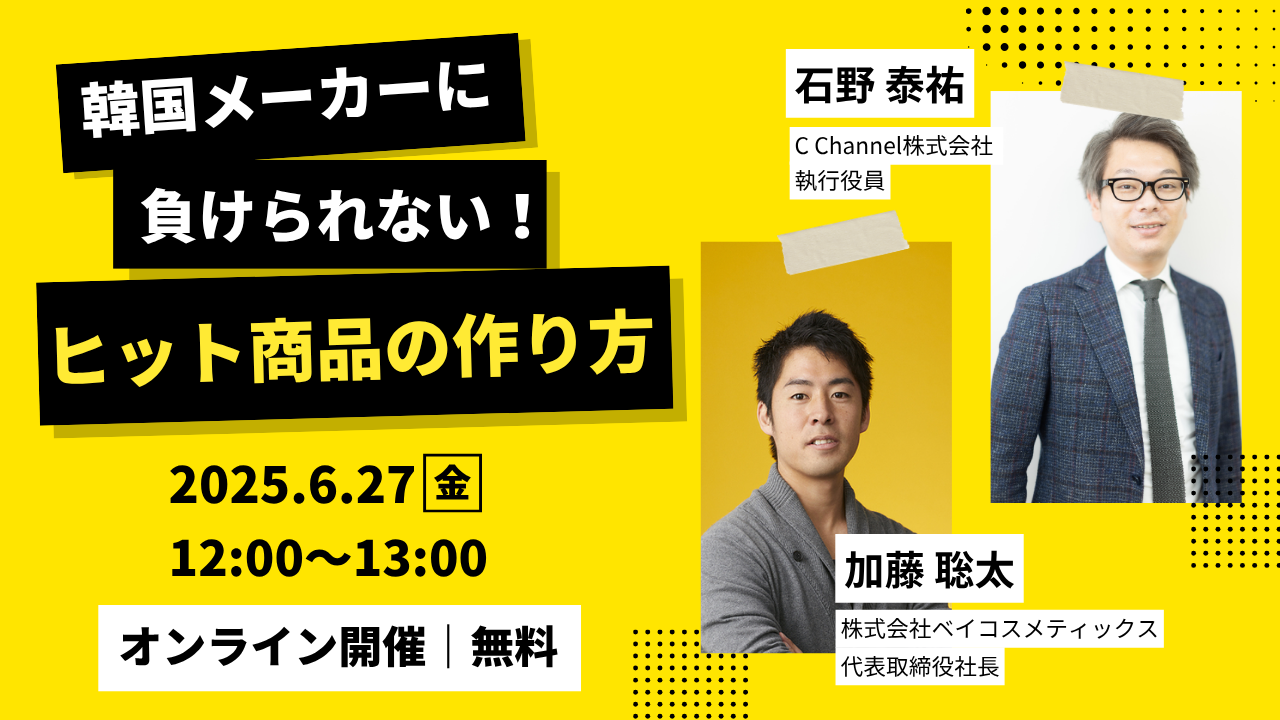 韓国メーカーに
負けられない！
ヒット商品の作り方
2025.6.27 金
12:00〜13:00
オンライン開催｜無料
石野 泰祐
C Channel株式会社
執行役員
加藤 聡太
株式会社ベイコスメティックス
代表取締役社長